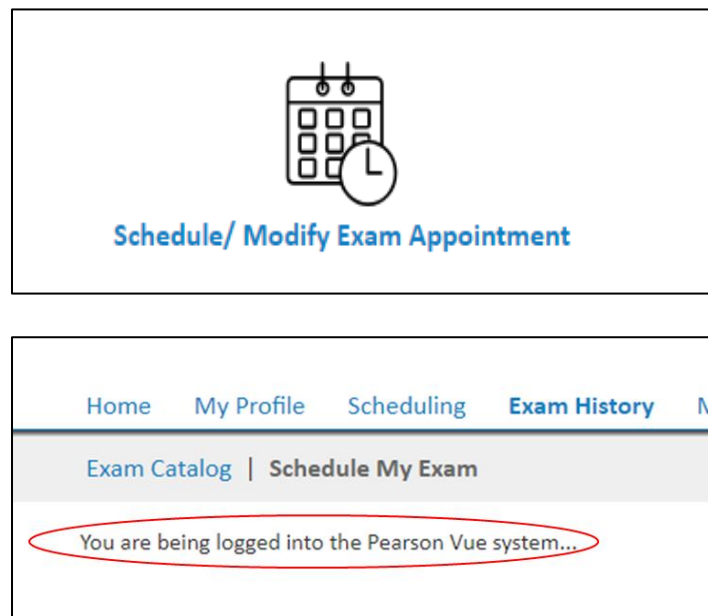 Schedule/ Modify Exam Appointment
Home My Profile Scheduling Exam History
Exam Catalog | Schedule My Exam
You are being logged into the Pearson Vue system...